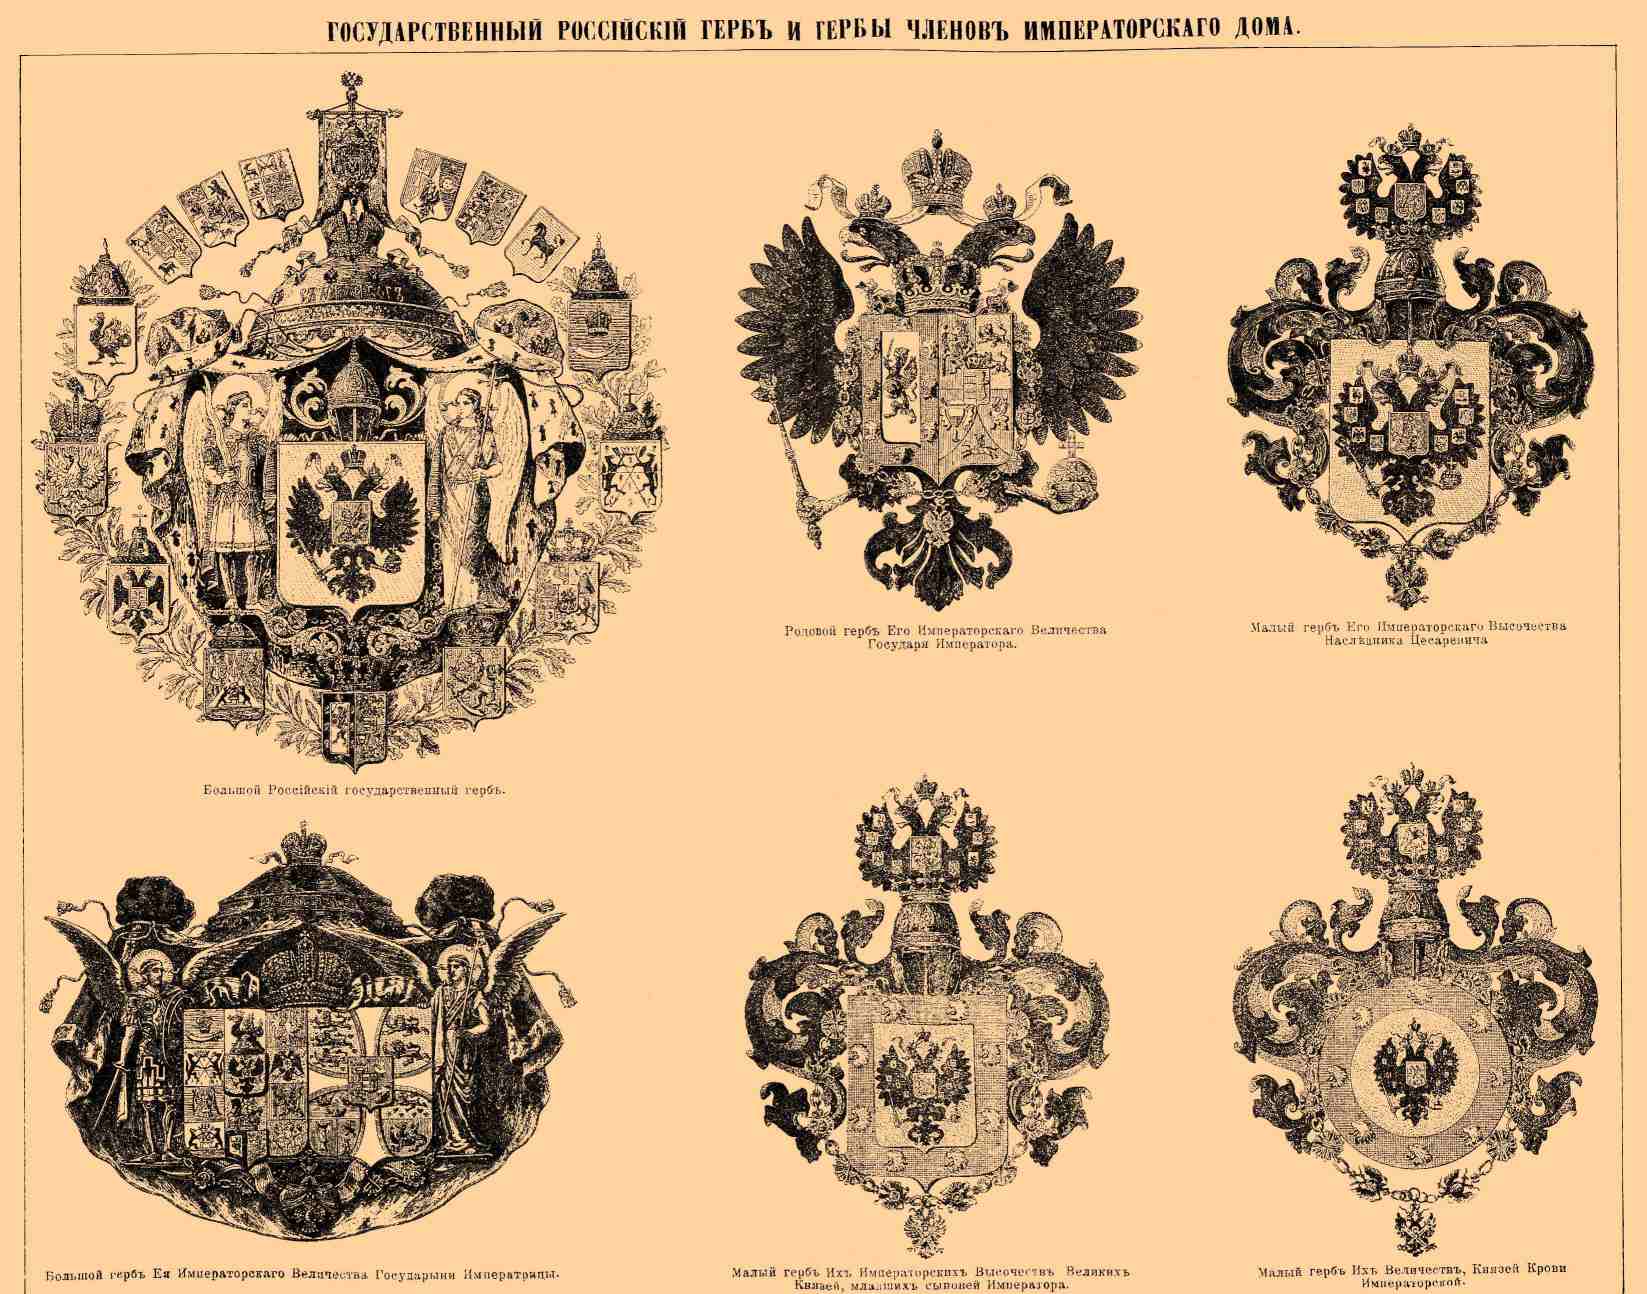 ГОСУДАРСТВЕННЫЙ РОССІЙСКІЙ ГЕРБЪ И ГЕРБЫ ЧЛЕНОВЪ ИМПЕРАТОРСКАГО ДОМА.
Большой Россійскій государственный гербъ.
Родовой гербъ Его Императорскаго Величества
Государя Императора.
Малый гербъ Его Императорскаго Высочества
Наслѣдника Цесаревича
Большой гербъ Ея Императорскаго Величества Государыни Императрицы.
Малый гербъ Ихъ Императорскихъ Высочествъ Великихъ
Князей, младшихъ сыновей Императора.
Малый гербъ Ихъ Величествъ, Князей Крови
Императорской.